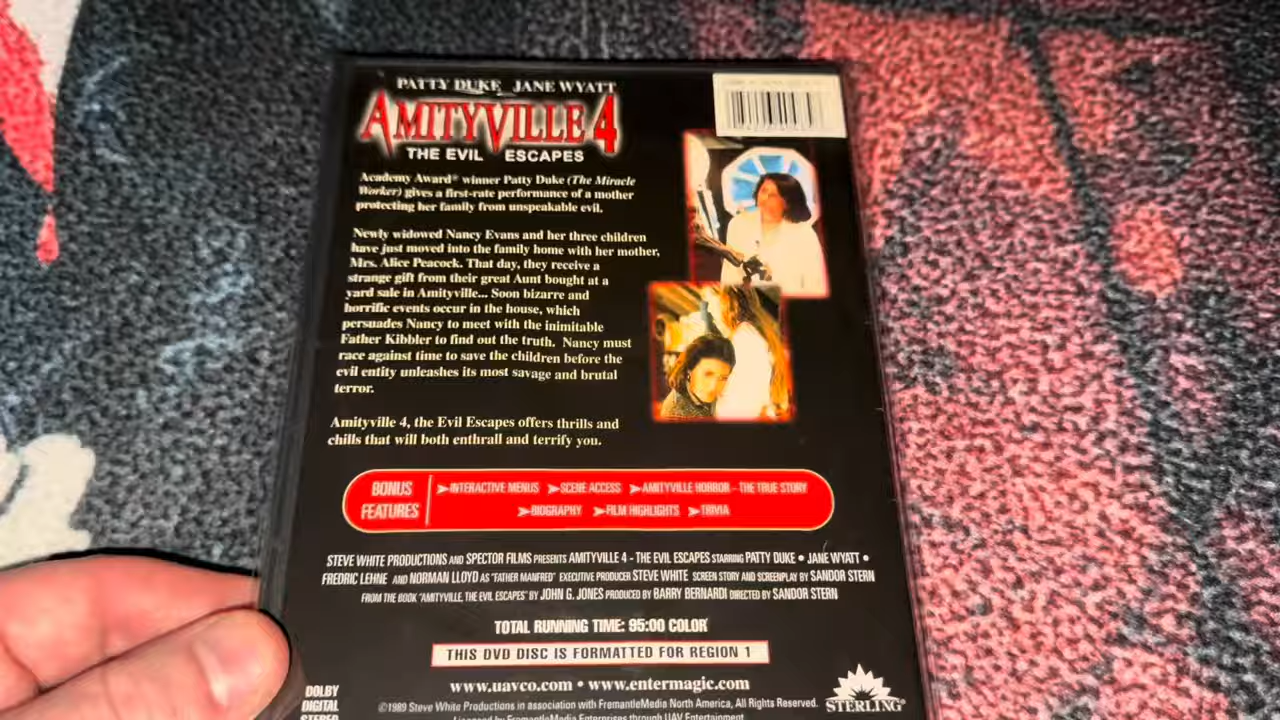 PATTY DUKE JANE WYATT
AMITYVILLE 4
THE EVIL ESCAPES
Academy Award® winner Patty Duke (The Miracle
Worker) gives a first-rate performance of a mother
protecting her family from unspeakable evil.
Newly widowed Nancy Evans and her three children
have just moved into the family home with her mother,
Mrs. Alice Peacock. That day, they receive a
strange gift from their great Aunt bought at a
yard sale in Amityville... Soon bizarre and
horrific events occur in the house, which
persuades Nancy to meet with the inimitable
Father Kibbler to find out the truth. Nancy must
race against time to save the children before the
evil entity unleashes its most savage and brutal
terror.
Amityville 4, the Evil Escapes offers thrills and
chills that will both enthrall and terrify you.
BONUS
FEATURES
➤INTERACTIVE MENUS ➤SCENE ACCESS ➤AMITYVILLE HORROR - THE TRUE STORY
➤BIOGRAPHY ➤FILM HIGHLIGHTS ➤TRIVIA
STEVE WHITE PRODUCTIONS AND SPECTOR FILMS PRESENTS AMITYVILLE 4 - THE EVIL ESCAPES STARRING PATTY DUKE • JANE WYATT •
FREDRIC LEHNE AND NORMAN LLOYD AS "FATHER MANFRED" EXECUTIVE PRODUCER STEVE WHITE SCREEN STORY AND SCREENPLAY BY SANDOR STERN
FROM THE BOOK "AMITYVILLE, THE EVIL ESCAPES" BY JOHN G. JONES PRODUCED BY BARRY BERNARDI DIRECTED BY SANDOR STERN
TOTAL RUNNING TIME: 95:00 COLOR
THIS DVD DISC IS FORMATTED FOR REGION 1
www.uavco.com • www.entermagic.com
DOLBY
DIGITAL
STEREO
STERLING®
©1989 Steve White Productions in association with FremantleMedia North America, All Rights Reserved.
Licensed by FremantleMedia Enterprises through UAV Entertainment.